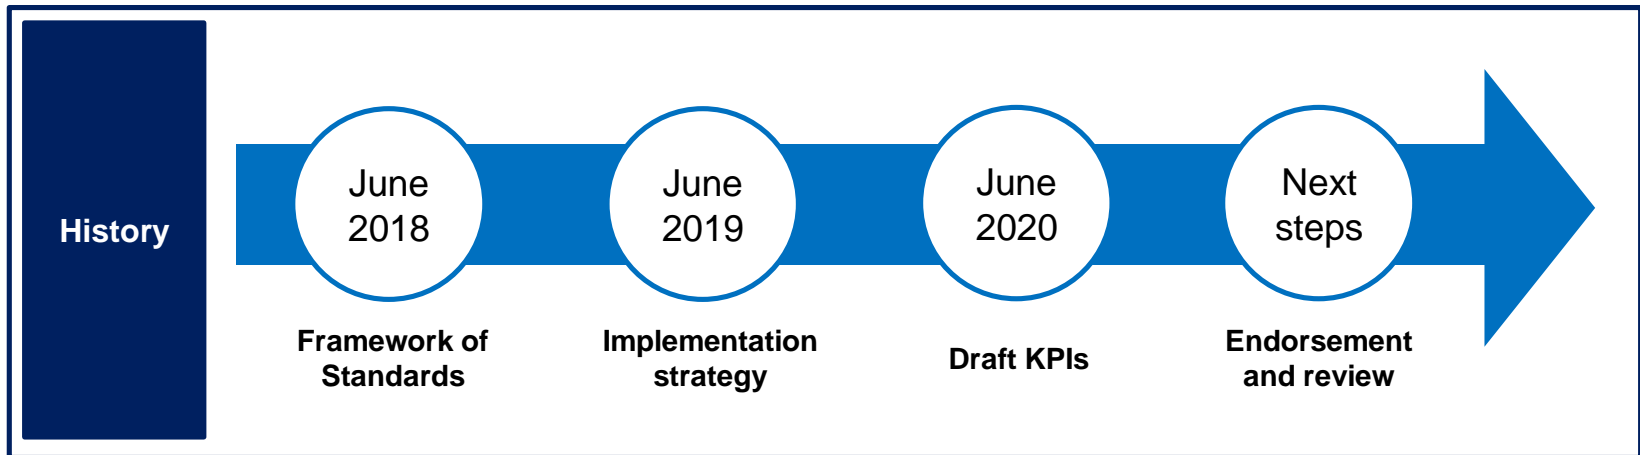 History
June
2018
June
2019
June
2020
Next
steps
Framework of
Standards
Implementation
strategy
Draft KPIs
Endorsement
and review